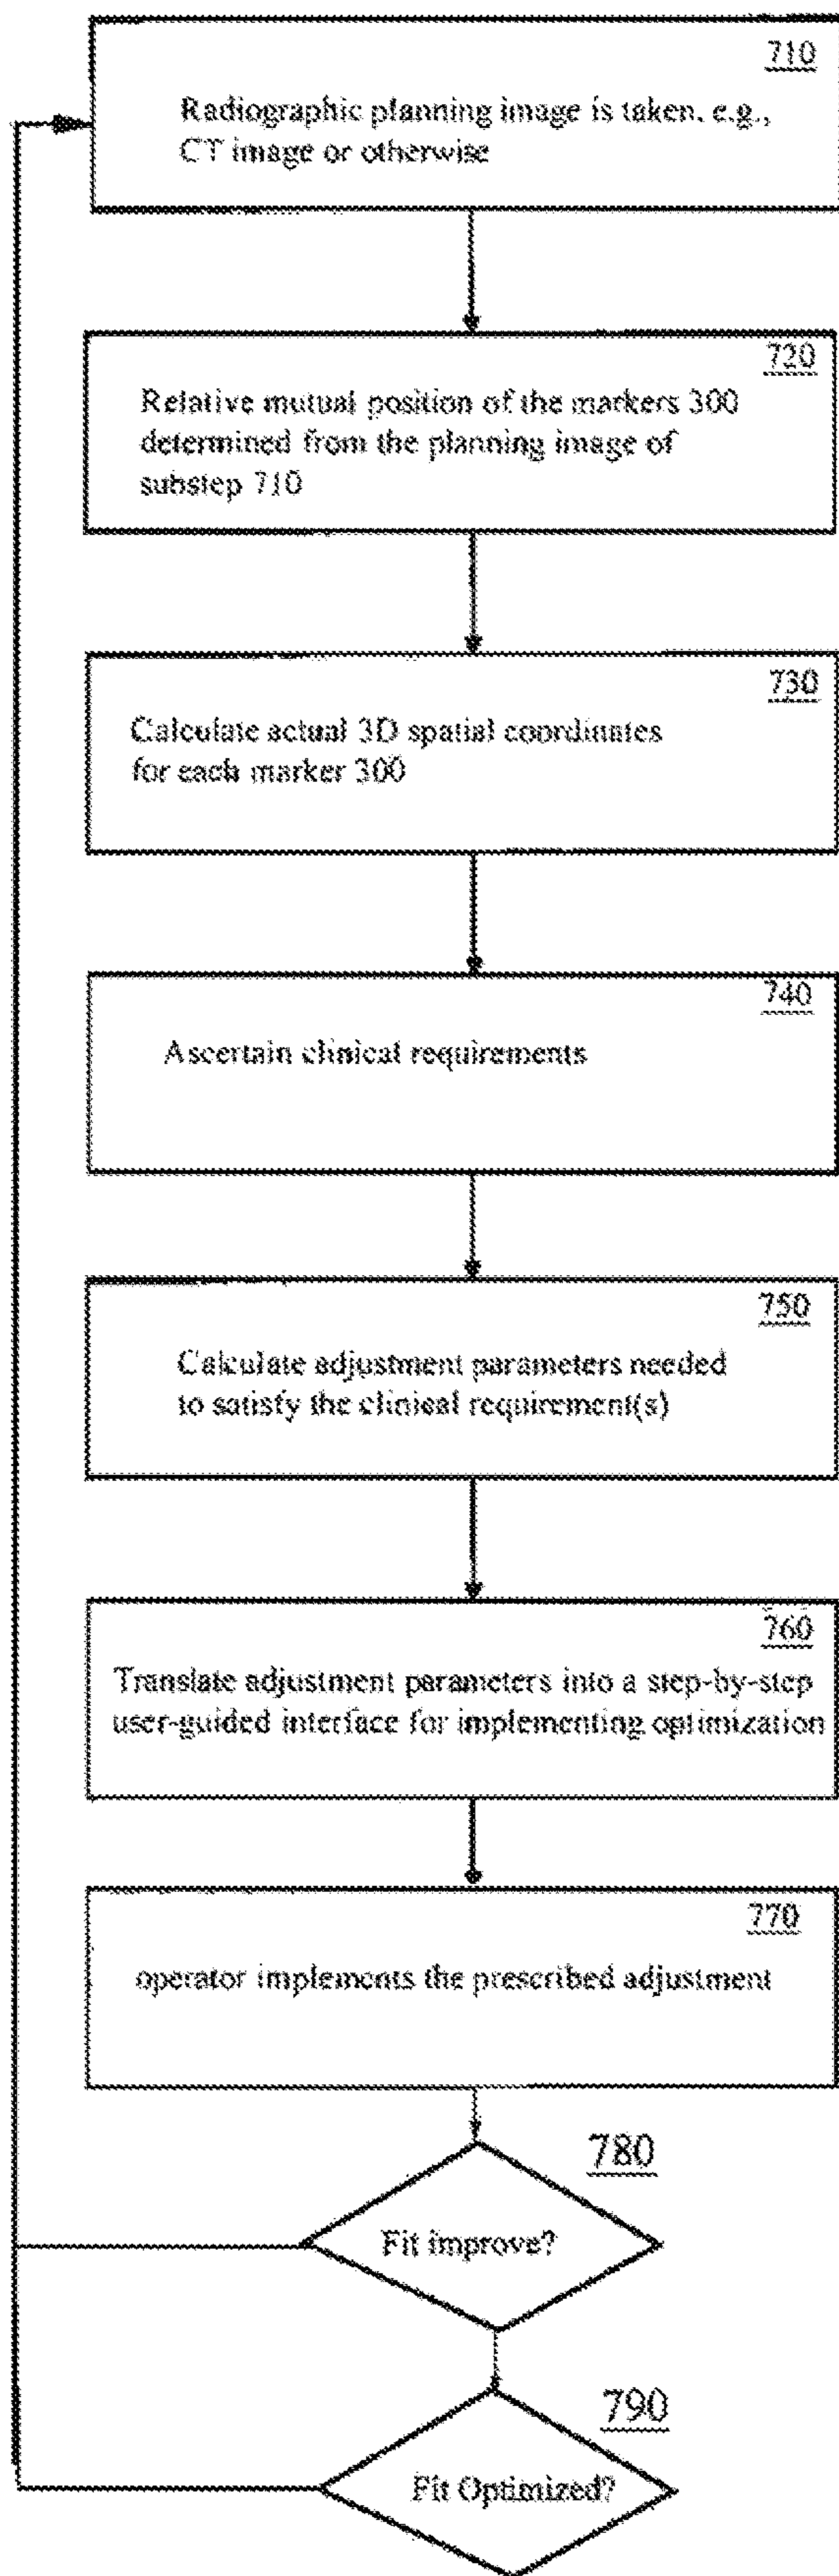 710
Radiographic planning image is taken, e.g.,
CT image or otherwise
720
Relative mutual position of the markers 300
determined from the planning image of
substep 710
730
Calculate actual 3D spatial coordinates
for each marker 300
740
Ascertain clinical requirements
750
Calculate adjustment parameters needed
to satisfy the clinical requirement(s)
760
Translate adjustment parameters into a step-by-step
user-guided interface for implementing optimization
770
operator implements the prescribed adjustment
780
Fit improve?
790
Fit Optimized?